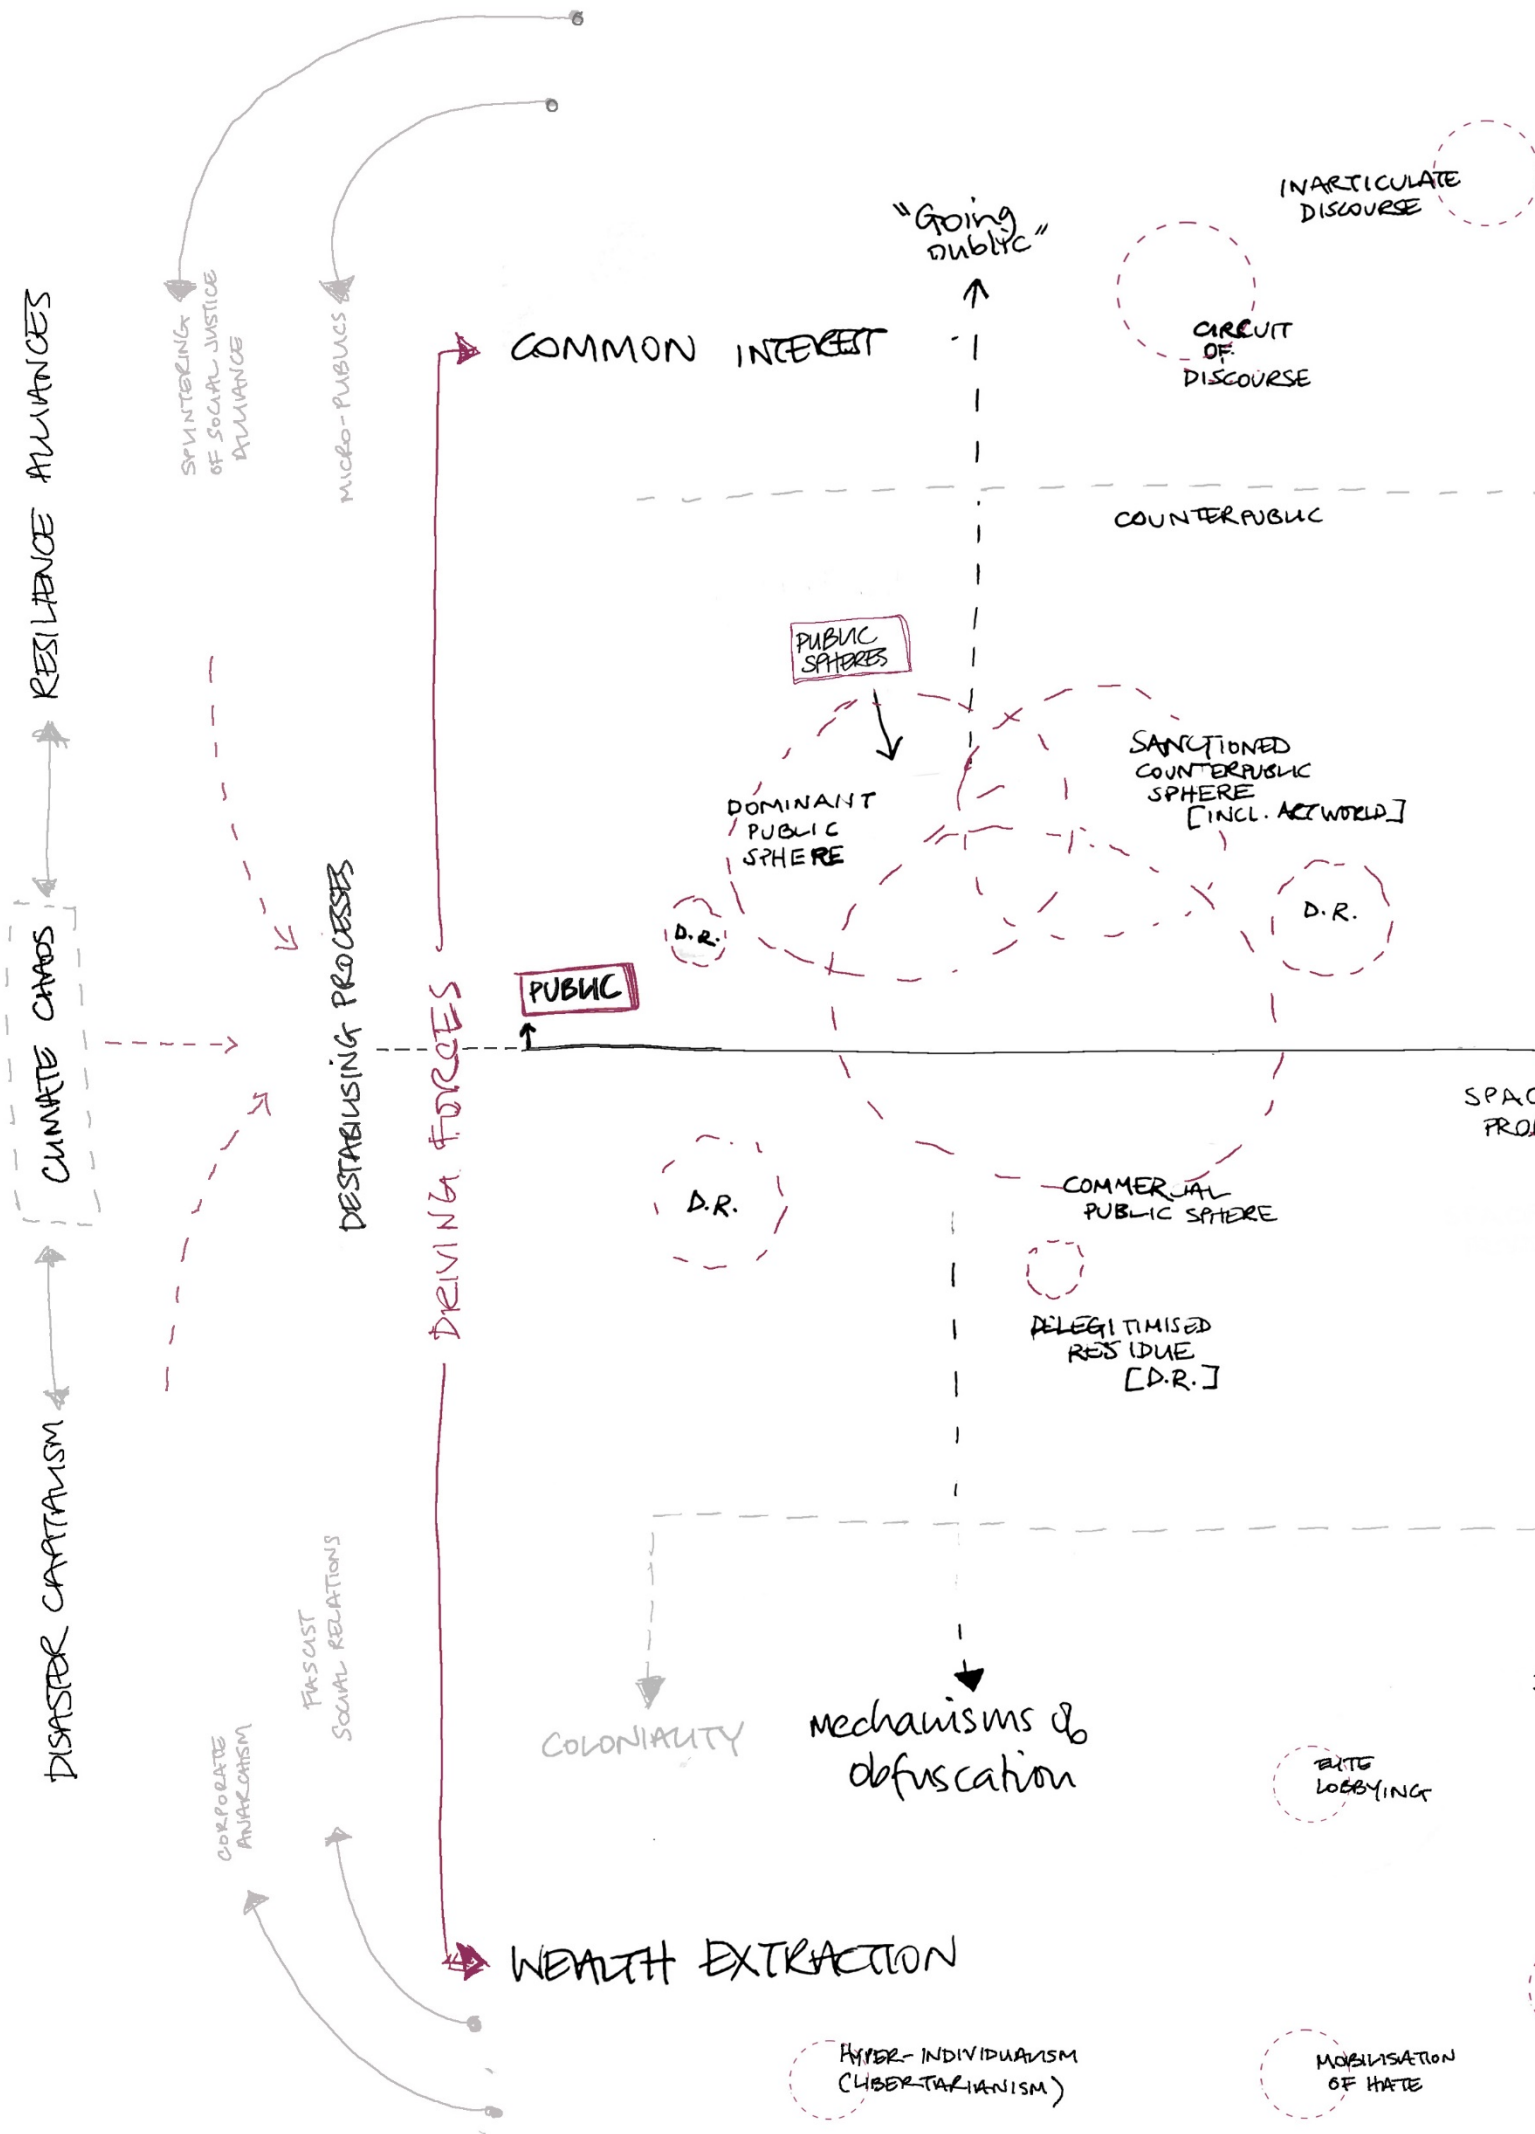 INARTICULATE
DISCOURSE
"Going
public"
CIRCUIT
OF
DISCOURSE
COMMON INTEREST
COUNTERPUBLIC
SPLINTERING
OF SOCIAL JUSTICE
ALLIANCE
MICRO-PUBLICS
RESILIENCE ALLIANCES
CLIMATE CHAOS
DISASTER CAPITALISM
DESTABILISING PROCESSES
DRIVING FORCES
PUBLIC
SPHERES
DOMINANT
PUBLIC
SPHERE
SANCTIONED
COUNTERPUBLIC
SPHERE
[INCL. ARTWORLD]
D.R.
D.R.
PUBLIC
SPAC
PRO
D.R.
COMMERCIAL
PUBLIC SPHERE
DELEGITIMISED
RESIDUE
[D.R.]
FASCIST
SOCIAL RELATIONS
CORPORATE
ANARCHISM
COLONIALITY
Mechanisms of
obfuscation
ELITE
LOBBYING
WEALTH EXTRACTION
HYPER-INDIVIDUALISM
(LIBERTARIANISM)
MOBILISATION
OF HATE